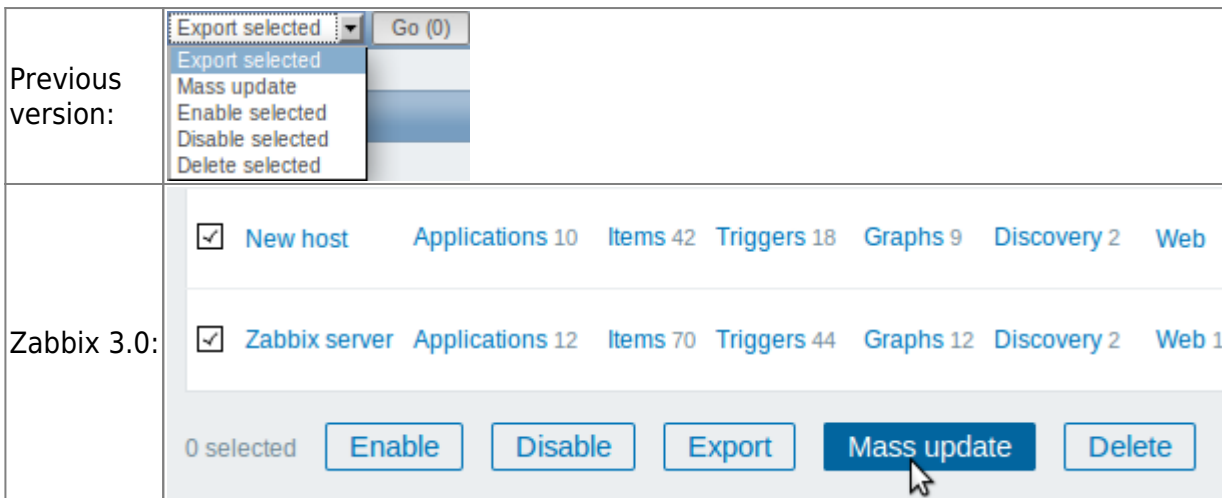 Previous version:
Export selected Go (0)
Export selected
Mass update
Enable selected
Disable selected
Delete selected
Zabbix 3.0:
New host Applications 10 Items 42 Triggers 18 Graphs 9 Discovery 2 Web
Zabbix server Applications 12 Items 70 Triggers 44 Graphs 12 Discovery 2 Web 1
0 selected Enable Disable Export Mass update Delete